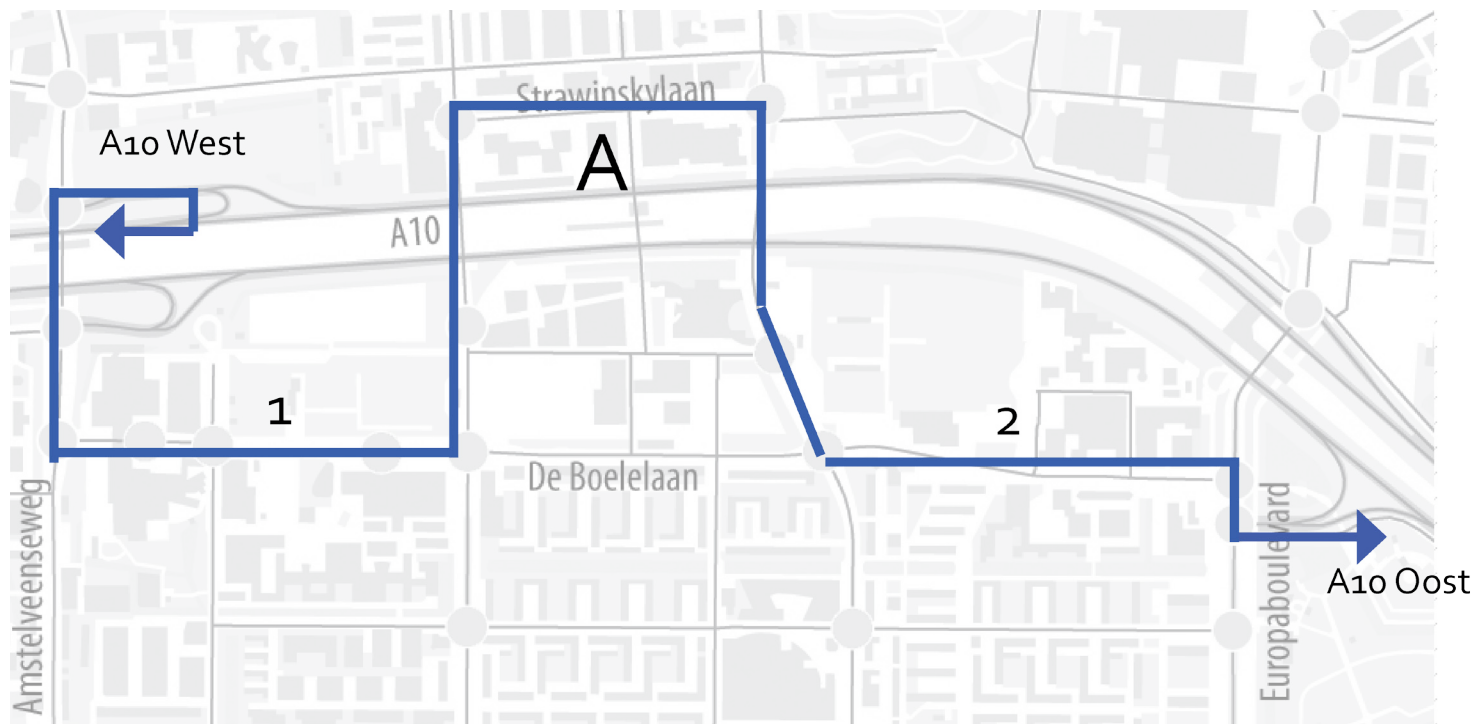 Strawinskylaan
A10 West
A
A10
1
2
De Boelelaan
Amstelveenseweg
Europaboulevard
A10 Oost